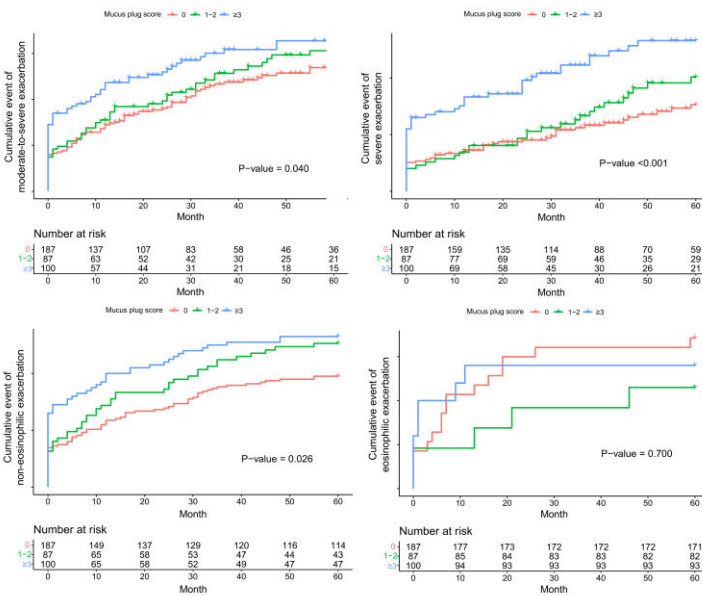 Mucus plug score 0 1−2 ≥3
Cumulative event of
moderate-to-severe exacerbation
P−value = 0.040
0 10 20 30 40 50
Month
Number at risk
0 187 137 107 83 58 46 36
1−2 87 63 52 42 30 25 21
≥3 100 57 44 31 21 18 15
0 10 20 30 40 50 60
Month
Mucus plug score 0 1−2 ≥3
Cumulative event of
severe exacerbation
P−value <0.001
0 10 20 30 40 50 60
Month
Number at risk
0 187 159 135 114 88 70 59
1−2 87 77 69 59 46 35 29
≥3 100 69 58 45 30 26 21
0 10 20 30 40 50 60
Month
Mucus plug score 0 1−2 ≥3
Cumulative event of
non-eosinophilic exacerbation
P−value = 0.026
0 10 20 30 40 50 60
Month
Number at risk
0 187 149 137 129 120 116 114
1−2 87 65 58 53 47 44 43
≥3 100 65 58 52 49 47 47
0 10 20 30 40 50 60
Month
Mucus plug score 0 1−2 ≥3
Cumulative event of
eosinophilic exacerbation
P−value = 0.700
0 10 20 30 40 50 60
Month
Number at risk
0 187 177 173 172 172 172 171
1−2 87 85 84 83 83 82 82
≥3 100 94 93 93 93 93 93
0 10 20 30 40 50 60
Month